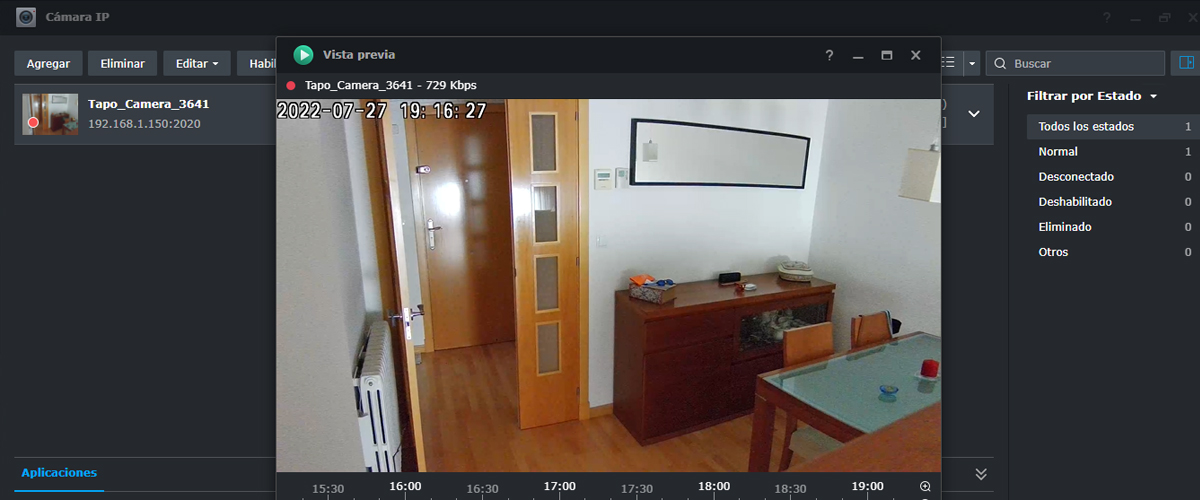 Cámara IP
Agregar
Eliminar
Editar
Habil
Vista previa
Buscar
Tapo_Camera_3641 - 729 Kbps
2022-07-27 19:16:27
Tapo_Camera_3641
192.168.1.150:2020
Filtrar por Estado
Todos los estados 1
Normal 1
Desconectado 0
Deshabilitado 0
Eliminado 0
Otros 0
Aplicaciones
15:30 16:00 16:30 17:00 17:30 18:00 18:30 19:00